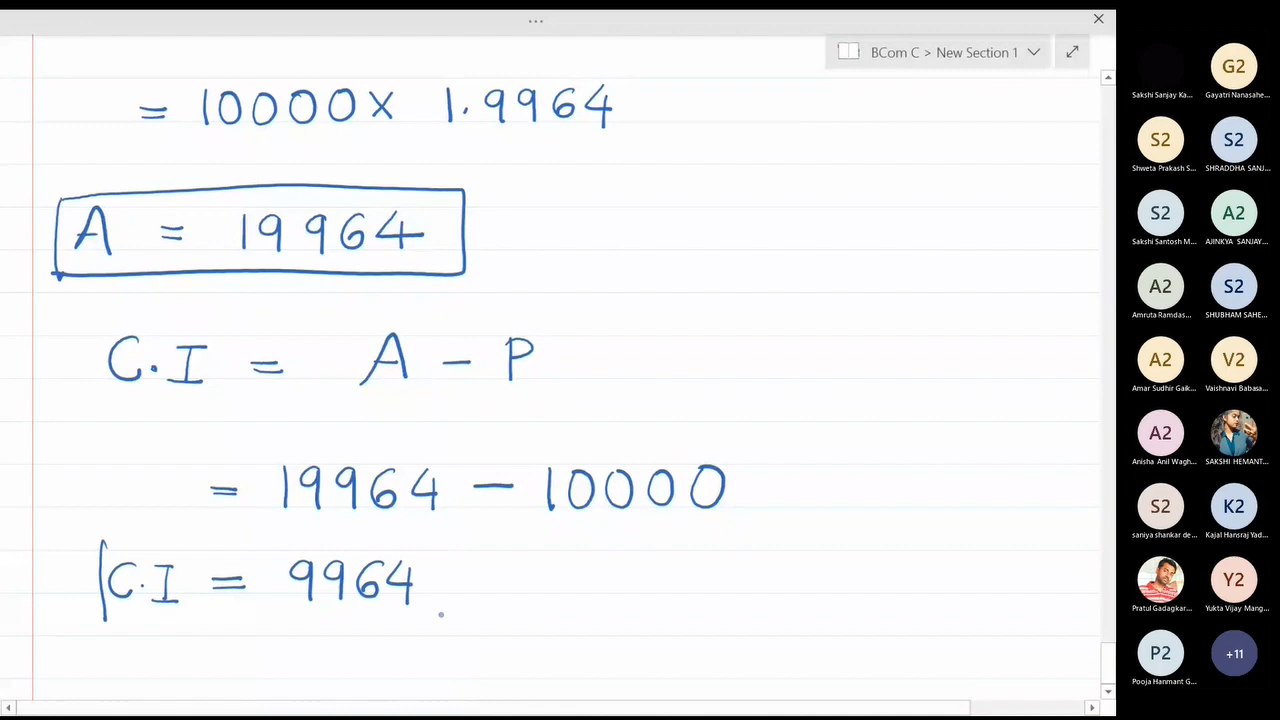 BCom C > New Section 1
= 10000 X 1.9964
A = 19964
C.I = A - P
= 19964 - 10000
C.I = 9964
Sakshi Sanjay Ka...
G2
Gayatri Nanasahe...
S2
Shweta Prakash S...
S2
SHRADDHA SANJ...
S2
Sakshi Santosh M...
A2
AJINKYA SANJAY...
A2
Amruta Ramdas...
S2
SHUBHAM SAHE...
A2
Amar Sudhir Gaik...
V2
Vaishnavi Babasa...
A2
Anisha Anil Wagh...
SAKSHI HEMANT...
S2
saniya shankar de...
K2
Kajal Hansraj Yad...
Pratul Gadagkar...
Y2
Yukta Vijay Mang...
P2
Pooja Hanmant G...
+11